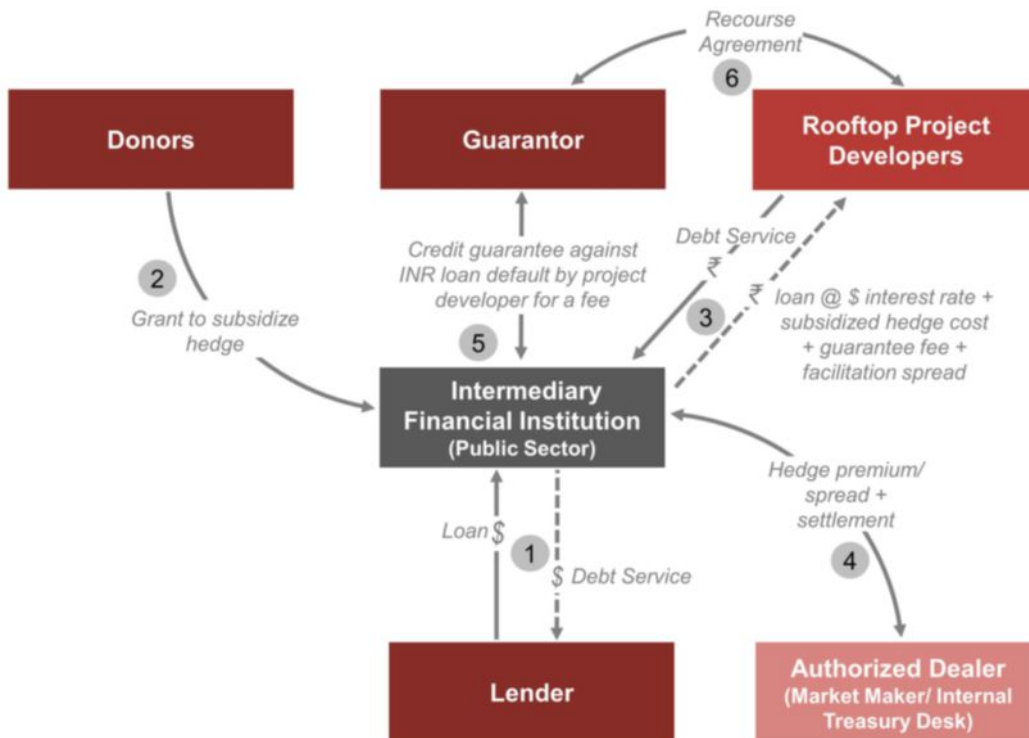 Recourse
Agreement
6
Donors
Guarantor
Rooftop Project
Developers
2
Grant to subsidize
hedge
Credit guarantee against
INR loan default by project
developer for a fee
5
Debt Service
₹
3
₹ loan @ $ interest rate +
subsidized hedge cost
+ guarantee fee +
facilitation spread
Intermediary
Financial Institution
(Public Sector)
Loan $
1
$ Debt Service
Hedge premium/
spread +
settlement
4
Lender
Authorized Dealer
(Market Maker/ Internal
Treasury Desk)